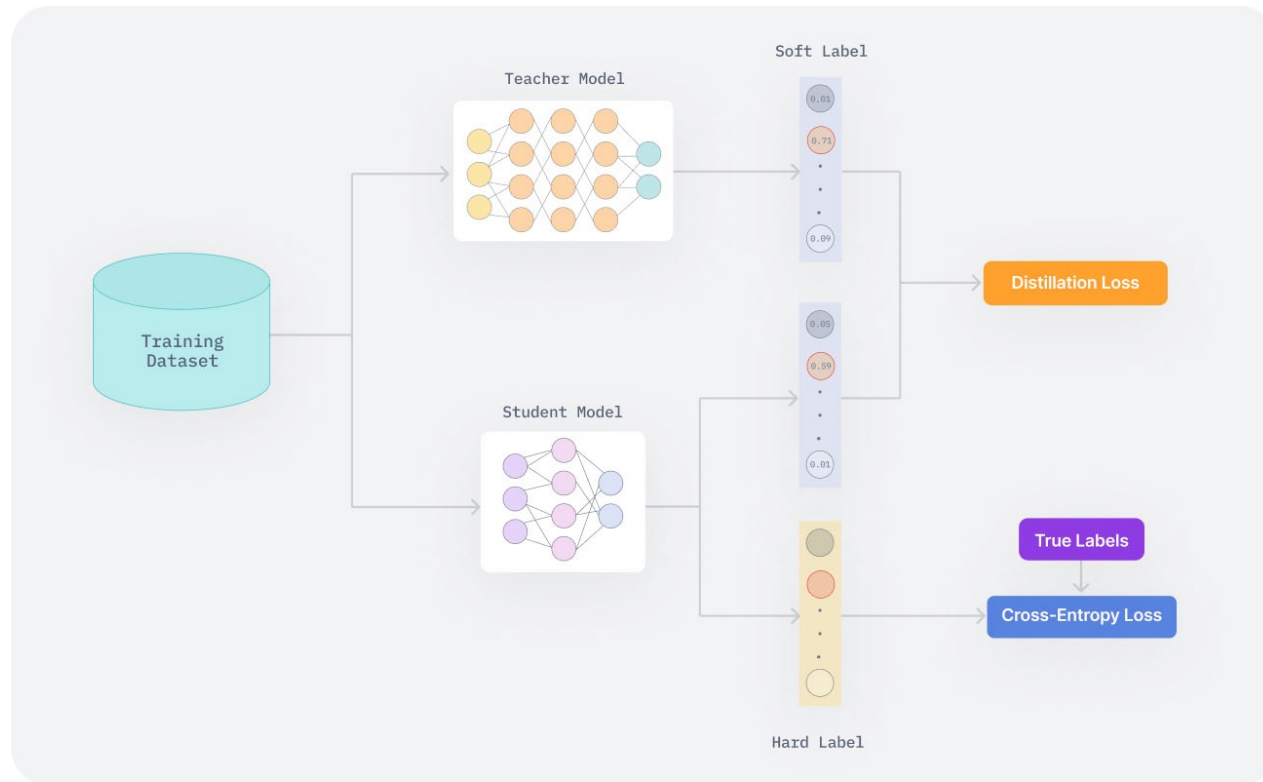 Soft Label
Teacher Model
0.01
0.71
0.09
Distillation Loss
Training
Dataset
0.05
0.59
0.01
Student Model
True Labels
Cross-Entropy Loss
Hard Label